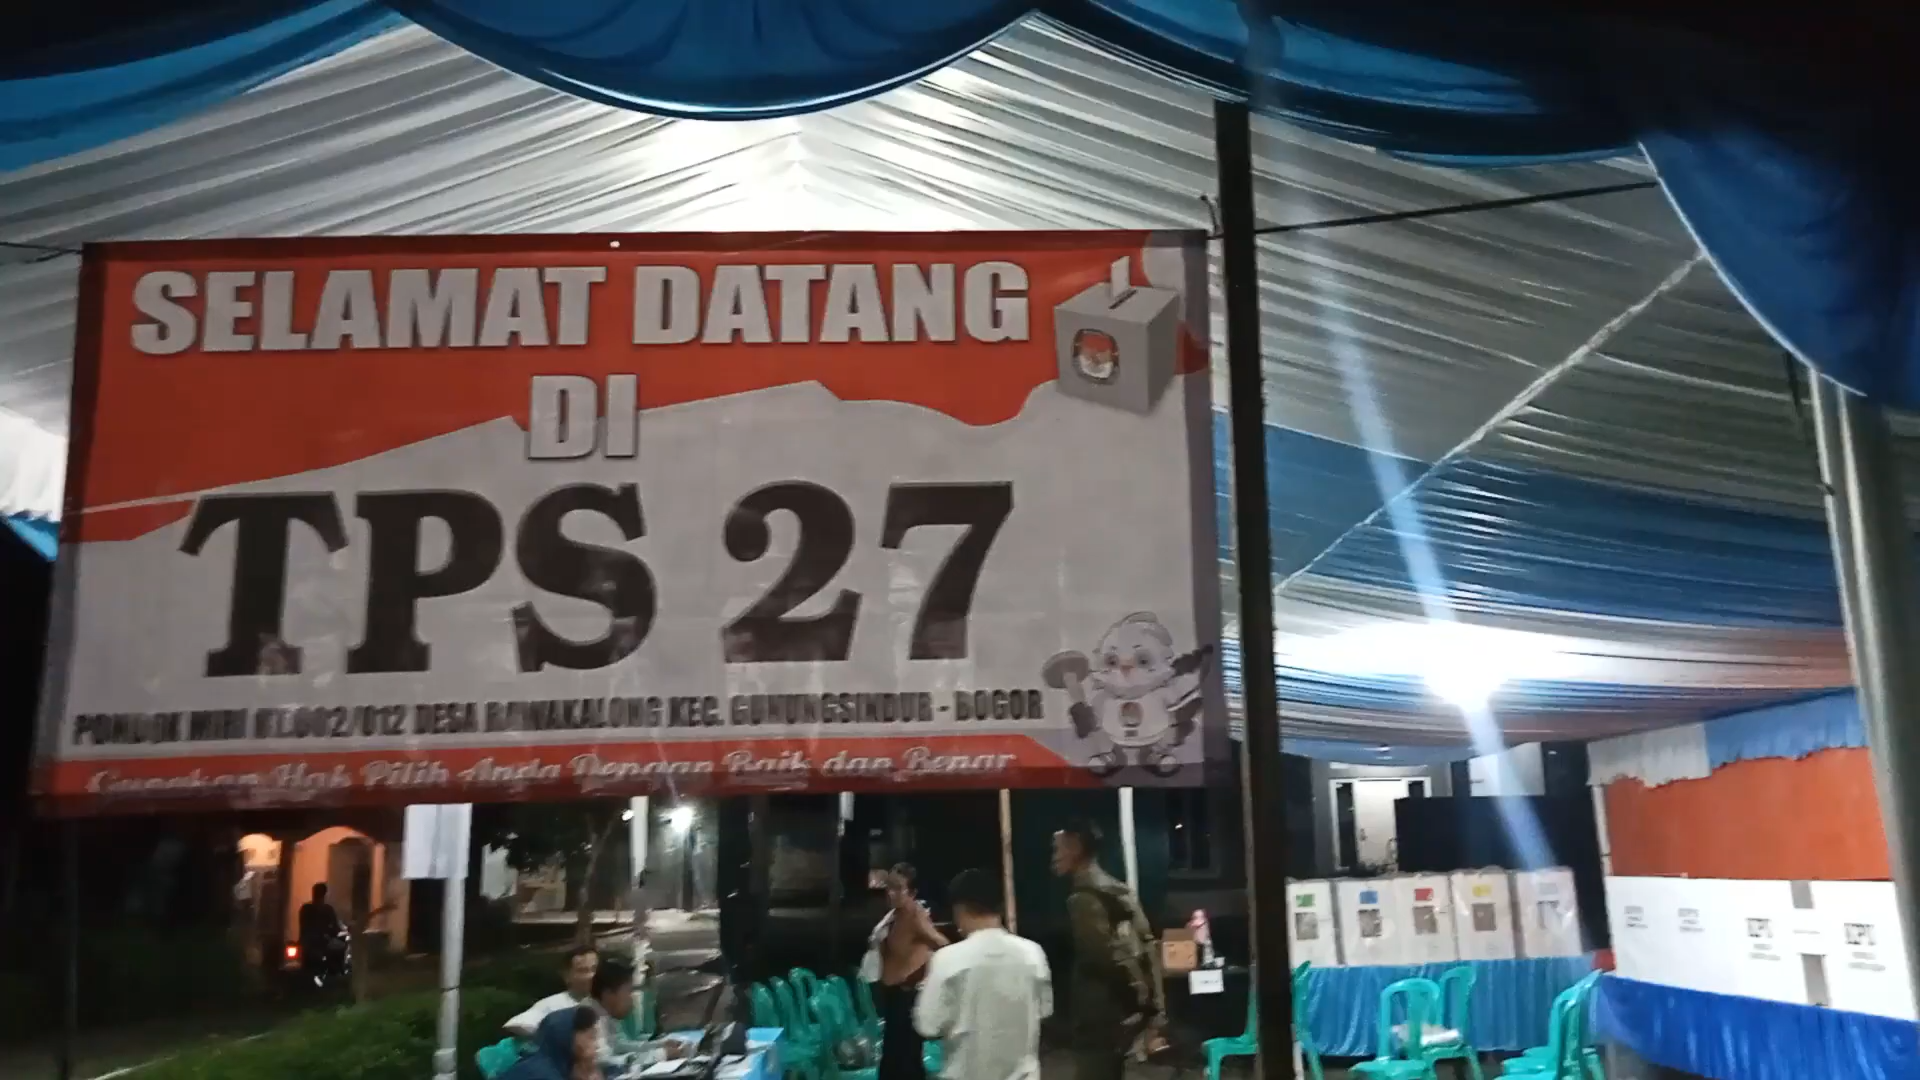 SELAMAT DATANG
DI
TPS 27
PONDOK MIRI RT.002/012 DESA RAWAKALONG KEC. GUNUNGSINDUR - BOGOR
Gunakan Hak Pilih Anda Dengan Baik dan Benar
KPU
KPU